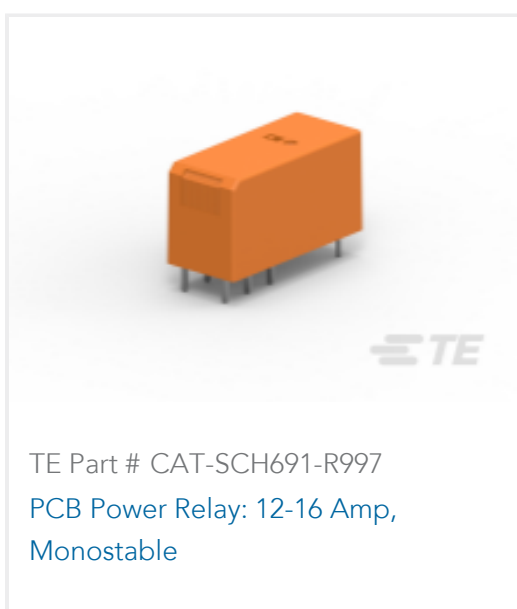 TE
TE Part # CAT-SCH691-R997
PCB Power Relay: 12-16 Amp,
Monostable